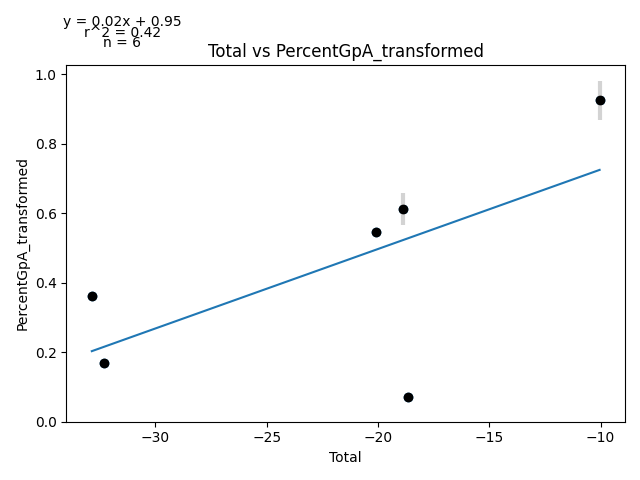 y = 0.02x + 0.95
r^2 = 0.42
n = 6
Total vs PercentGpA_transformed
PercentGpA_transformed
1.0
0.8
0.6
0.4
0.2
0.0
−30
−25
−20
−15
−10
Total